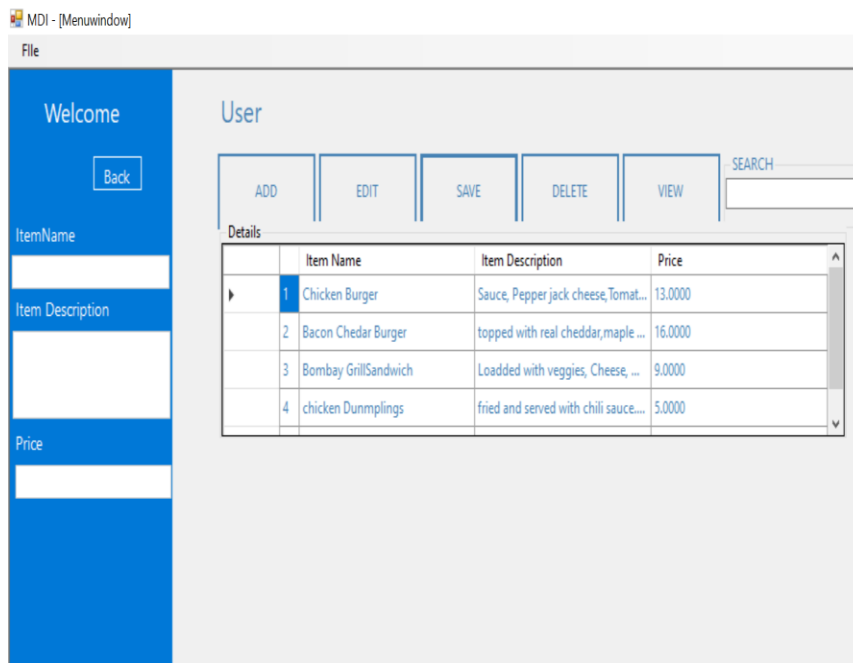 MDI - [Menuwindow]
FIle
Welcome
Back
ItemName
Item Description
Price
User
ADD EDIT SAVE DELETE VIEW
SEARCH
Details
Item Name Item Description Price
1 Chicken Burger Sauce, Pepper jack cheese,Tomat... 13.0000
2 Bacon Chedar Burger topped with real cheddar,maple ... 16.0000
3 Bombay GrillSandwich Loadded with veggies, Cheese, ... 9.0000
4 chicken Dunmplings fried and served with chili sauce.... 5.0000